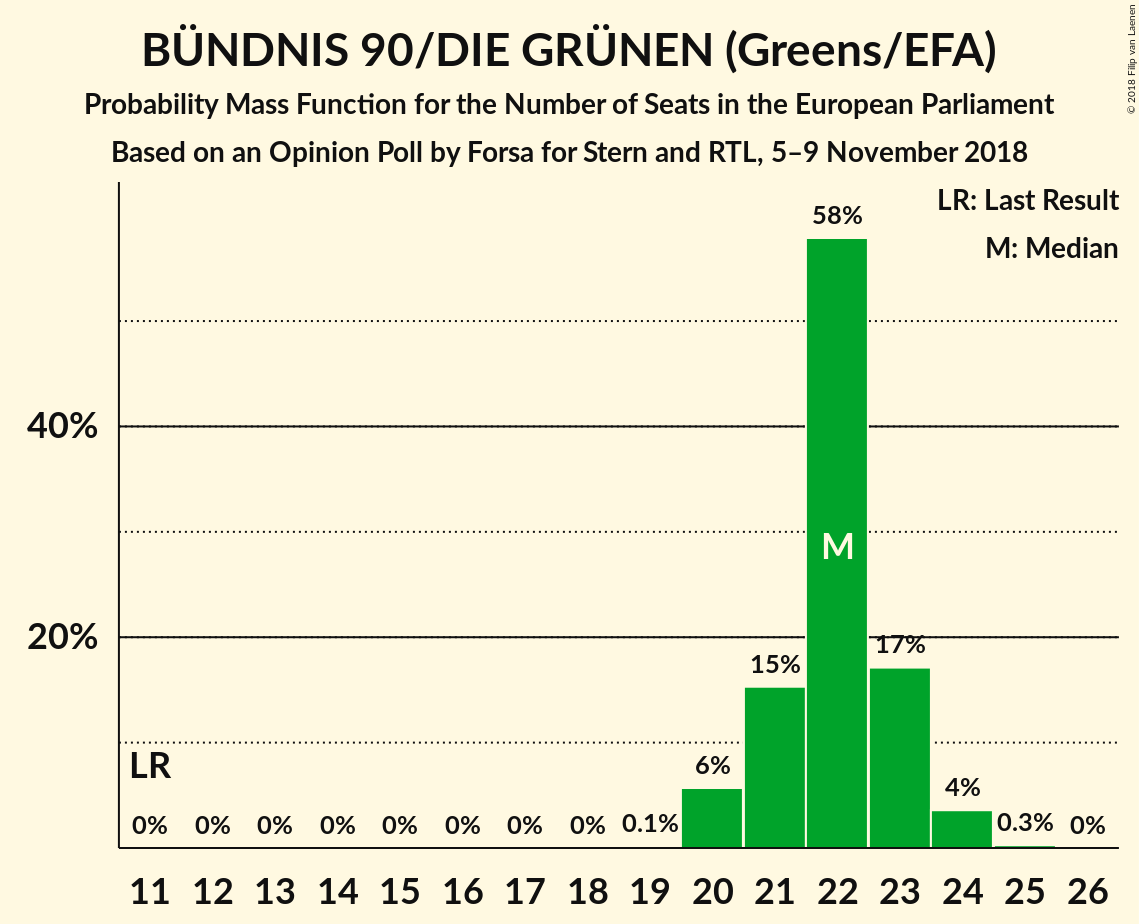 BÜNDNIS 90/DIE GRÜNEN (Greens/EFA)
Probability Mass Function for the Number of Seats in the European Parliament
Based on an Opinion Poll by Forsa for Stern and RTL, 5–9 November 2018
© 2018 Filip van Laenen
LR: Last Result
M: Median
58%
40%
M
20%
17%
15%
LR
6%
4%
0% 0% 0% 0% 0% 0% 0% 0% 0.1% 0.3% 0%
11 12 13 14 15 16 17 18 19 20 21 22 23 24 25 26